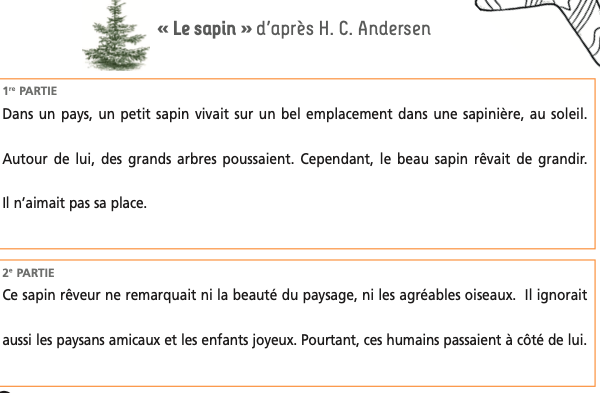 « Le sapin » d'après H. C. Andersen
1re PARTIE
Dans un pays, un petit sapin vivait sur un bel emplacement dans une sapinière, au soleil.
Autour de lui, des grands arbres poussaient. Cependant, le beau sapin rêvait de grandir.
Il n'aimait pas sa place.
2e PARTIE
Ce sapin rêveur ne remarquait ni la beauté du paysage, ni les agréables oiseaux. Il ignorait
aussi les paysans amicaux et les enfants joyeux. Pourtant, ces humains passaient à côté de lui.